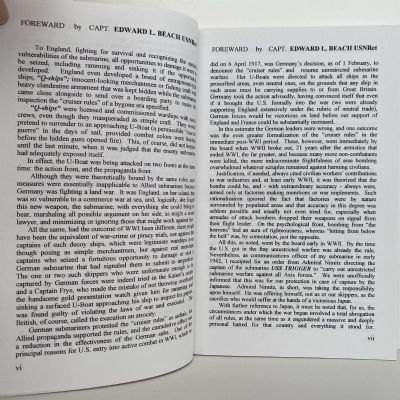 FOREWARD by CAPT. EDWARD L. BEACH USNRet
To England, fighting for survival and recognizing the special
vulnerabilities of the submarine, all opportunities to damage it were to
be seized, including ramming and sinking it if the opportunity
developed. England even developed a breed of entrapment
ships, "Q-ships"; innocent-looking merchantmen or fishing craft with
heavy clandestine armament that was kept hidden while the submarine
came close alongside to send over a boarding party to make the
inspection the "cruiser rules" of a bygone era specified.
"Q-ships" were licensed and commissioned warships with naval
crews, even though they masqueraded as simple craft. They would
pretend to surrender to an approaching U-Boat (a permissible "ruse de
guerre" in the days of sail, provided combat colors were hoisted
before the hidden guns opened fire). This, of course, did not happen
until the last minute, when it was judged that the enemy submarine
had adequately exposed itself.
In effect, the U-Boat was being attacked on two fronts at the same
time: the action front, and the propaganda front.
Although they were theoretically bound by the same rules, such
measures were essentially inapplicable to Allied submarines because
Germany was fighting a land war. It was England, on her island that
was so vulnerable to a commerce war at sea, and, logically, she fought
this new weapon, the submarine, with everything she could bring to
bear, marshalling all possible argument on her side, as might a smart
lawyer, and minimizing, or ignoring those that might work against her.
All the same, had the outcome of WWI been different, there might
have been the equivalent of war-crime or piracy trials, not against
captains of such decoy ships, which were legitimate warships even
though posing as simple merchantmen, but against real merchant
captains who seized a fortuitous opportunity to damage or sink a
German submarine that had signaled them to submit to inspection.
The one or two such skippers who were unfortunate enough to be
captured by German forces were instead tried in the Kaiser's courts,
and a Captain Frye, who made the mistake of not throwing overboard
the handsome gold presentation watch given him for ramming and
sinking a surfaced U-Boat approaching his ship to inspect her papers,
was found guilty of violating the laws of war and executed. The
British, of course, called the execution an atrocity.
German submariners protested the "cruiser rules" as unfair, but
Allied propaganda supported the rules, and the cumulative effect was
a reduction in the effectiveness of the German subs. One of the
principal reasons for U.S. entry into active combat in WWI, which we
vi
FOREWARD by CAPT. EDWARD L. BEACH USNRet
did on 6 April 1917, was Germany's decision, as of 1 February, to
denounce the "cruiser rules" and resume unrestricted submarine
warfare. Her U-Boats were directed to attack all ships in the
proscribed areas, even neutral ones, on the grounds that any ship in
such areas must be carrying supplies to or from Great Britain.
Germany took the action advisedly, having convinced itself that even
if it brought the U.S. formally into the war (we were already
supporting England extensively under the rubric of neutral trade),
German forces would be victorious on land before our support of
England and France could be substantially increased.
In this estimate the German leaders were wrong, and one outcome
was the even greater formalization of the "cruiser rules" in the
immediate post-WWI period. These, however, went immediately by
the board when WWII broke out, 21 years after the armistice that
ended WWI, the far greater, and because many more even combatants
were killed, the more indiscriminate frightfulness of area bombing
overshadowed whatever samples remained against limiting civilians.
Justification, if needed, always cited civilian workers' contributions
to war industries and, at least early WWII, it was theorized that the
bombs could be, and - with extraordinary accuracy - always were,
aimed only at factories making munitions or war implements. Such
rationalization ignored the fact that factories were by nature
surrounded by populated areas and that accuracy in this degree was
seldom possible and usually not even tried for, especially when
armadas of attack bombers dropped their weapons on signal from
their flight leader. On the psychological front, bombing from "the
heavens" had an aura of righteousness, whereas "hitting from below
the belt" was, by connotation, just the opposite.
All this, as noted, went by the board early in WWII. By the time
the U.S. got in the fray unrestricted warfare was already the rule.
Nevertheless, as communications officer of my submarine in early
1942, I recopied for an order from Admiral Nimitz directing the
captain of the submarine USS TRIGGER to "carry out unrestricted
submarine warfare against all Axis forces." We were unofficially
informed that this was for our protection in case of capture by the
Japanese. Admiral Nimitz, in short, was taking the responsibility
upon himself. He was offering himself, not us or our Skippers, as the
sacrifice who would suffer at the hands of a victorious Japan.
With further reference to Japan, it must be noted that, for us, the
circumstances under which the war began involved a total abrogation
of all rules, at the same time as it engendered a massive and deeply
personal hatred for that country and everything it stood for.
vii